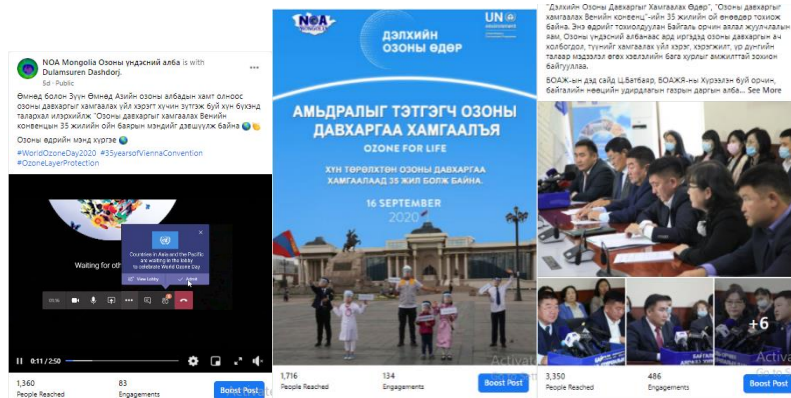 NOA Mongolia Озоны үндэсний алба is with
Dulamsuren Dashdorj.
5d · Public
Өмнөд болон Зүүн Өмнөд Азийн озоны албадын хамт олноос
озоны давхаргыг хамгаалах үйл хэрэгт хүчин зүтгэж буй хүн бүхэнд
талархал илэрхийлж "Озоны давхаргыг хамгаалах Венийн
конвенцын 35 жилийн ойн баярын мэндийг дэвшүүлж байна
Озоны өдрийн мэнд хүргэе
#WorldOzoneDay2020 #35yearsofViennaConvention
#OzoneLayerProtection
Waiting for oth
Countries in Asia and the Pacific
are waiting in the lobby
to celebrate World Ozone Day
View lobby
Admit
0:11 / 2:50
1,360
People Reached
83
Engagements
Boost Post
NOA
MONGOLIA
UN
ДЭЛХИЙН
ОЗОНЫ ӨДӨР
АМЬДРАЛЫГ ТЭТГЭГЧ ОЗОНЫ
ДАВХАРГАА ХАМГААЛЪЯ
OZONE FOR LIFE
ХҮН ТӨРӨЛХТӨН ОЗОНЫ ДАВХАРГАА
ХАМГААЛААД 35 ЖИЛ БОЛЖ БАЙНА.
16 SEPTEMBER
2020
1,716
People Reached
134
Engagements
Boost Post
"Дэлхийн Озоны Давхаргыг Хамгаалах Өдөр", "Озоны давхаргыг
хамгаалах Венийн конвенц"-ийн 35 жилийн ой өнөөдөр тохиож
байна. Энэ өдрийг тохиолдуулан Байгаль орчин аялал жуулчлалын
яам, Озоны үндэсний албанаас ард иргэдэд озоны давхаргын ач
холбогдол, түүнийг хамгаалах үйл хэрэг, хэрэгжилт, үр дүнгийн
талаар мэдээлэл өгөх хэвлэлийн бага хурлыг амжилттай зохион
байгууллаа.
БОАЖ-ын дэд сайд Ц.Батбаяр, БОАЖЯ-ны Хүрээлэн буй орчин,
байгалийн нөөцийн удирдлагын газрын даргын алба... See More
+6
3,350
People Reached
486
Engagements
Boost Post